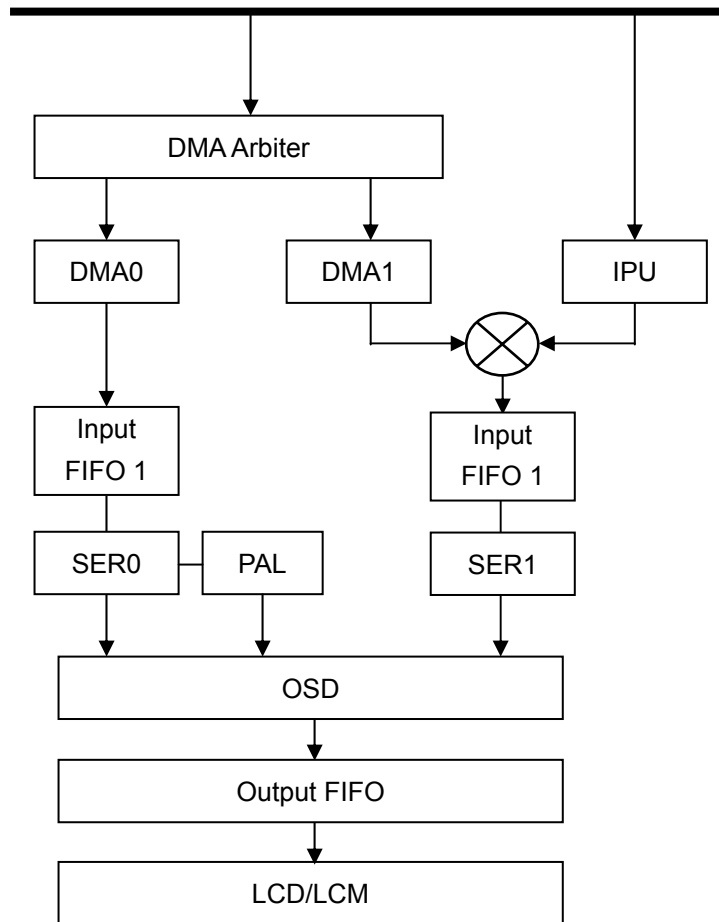 DMA Arbiter
DMA0
DMA1
IPU
Input
FIFO 1
Input
FIFO 1
SER0
PAL
SER1
OSD
Output FIFO
LCD/LCM